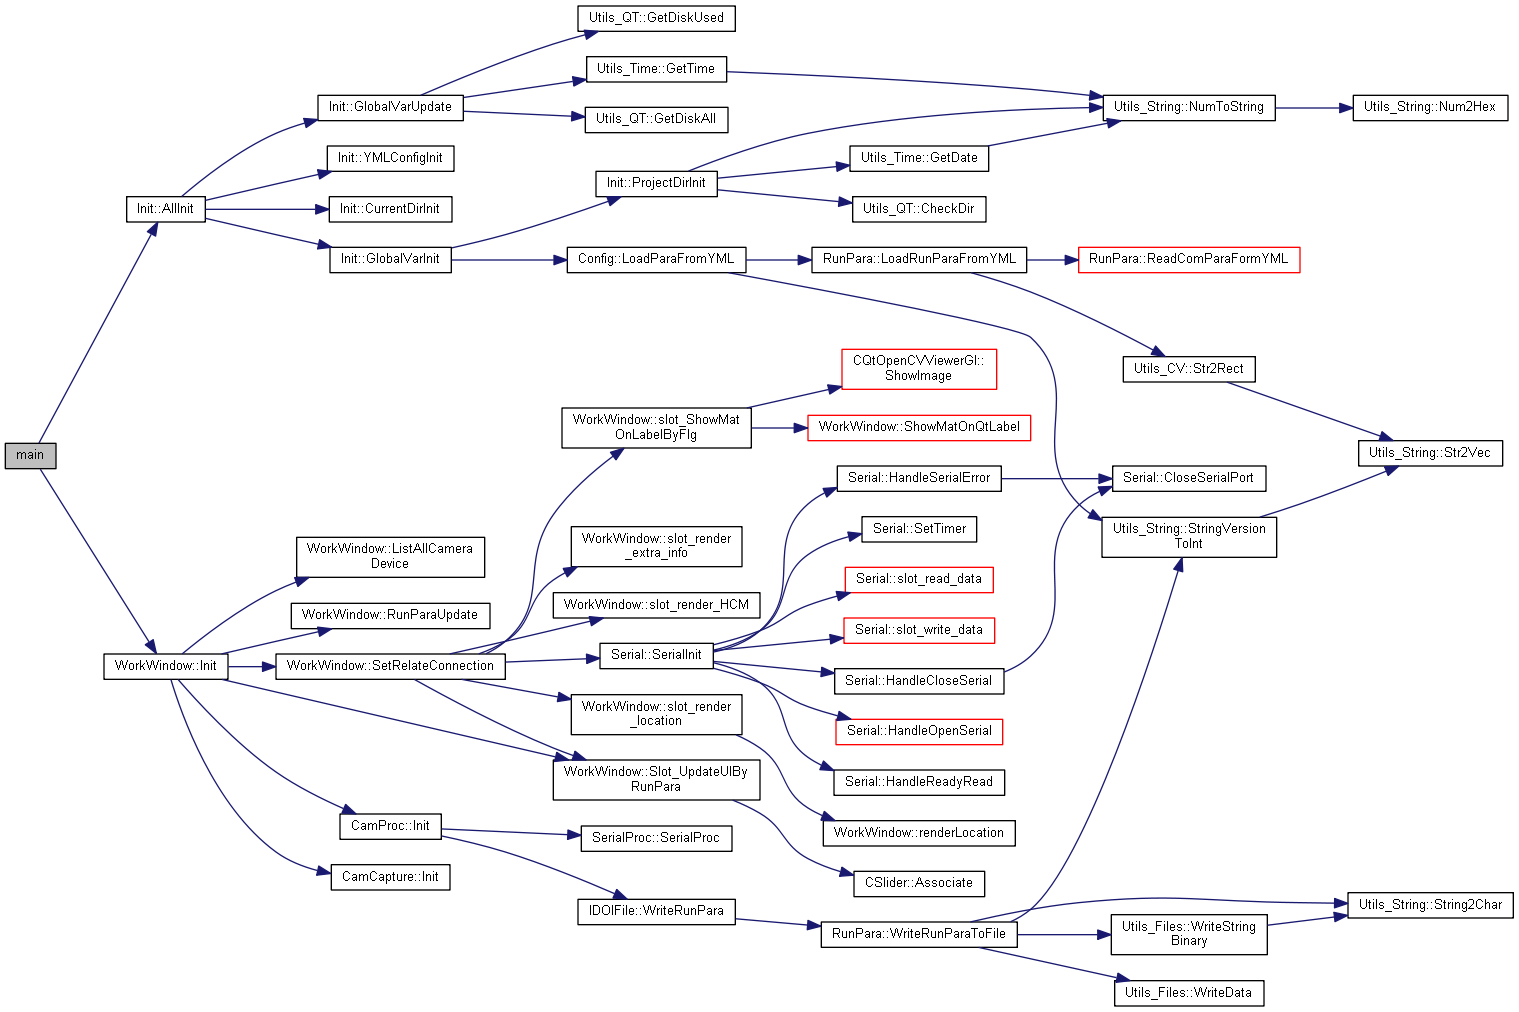 Utils_QT::GetDiskUsed
Utils_Time::GetTime
Init::GlobalVarUpdate
Utils_String::NumToString
Utils_String::Num2Hex
Utils_QT::GetDiskAll
Init::YMLConfigInit
Utils_Time::GetDate
Init::ProjectDirInit
Init::AllInit
Init::CurrentDirInit
Utils_QT::CheckDir
Init::GlobalVarInit
Config::LoadParaFromYML
RunPara::LoadRunParaFromYML
RunPara::ReadComParaFormYML
CQtOpenCVViewerGl::
ShowImage
Utils_CV::Str2Rect
WorkWindow::slot_ShowMat
OnLabelByFlg
WorkWindow::ShowMatOnQtLabel
main
Utils_String::Str2Vec
Serial::HandleSerialError
Serial::CloseSerialPort
Serial::SetTimer
Utils_String::StringVersion
ToInt
WorkWindow::ListAllCamera
Device
WorkWindow::slot_render
_extra_info
Serial::slot_read_data
WorkWindow::RunParaUpdate
WorkWindow::slot_render_HCM
Serial::slot_write_data
WorkWindow::Init
WorkWindow::SetRelateConnection
Serial::SerialInit
Serial::HandleCloseSerial
WorkWindow::slot_render
_location
Serial::HandleOpenSerial
WorkWindow::Slot_UpdateUIBy
RunPara
Serial::HandleReadyRead
CamProc::Init
SerialProc::SerialProc
WorkWindow::renderLocation
CamCapture::Init
CSlider::Associate
IDOIFile::WriteRunPara
Utils_String::String2Char
RunPara::WriteRunParaToFile
Utils_Files::WriteString
Binary
Utils_Files::WriteData